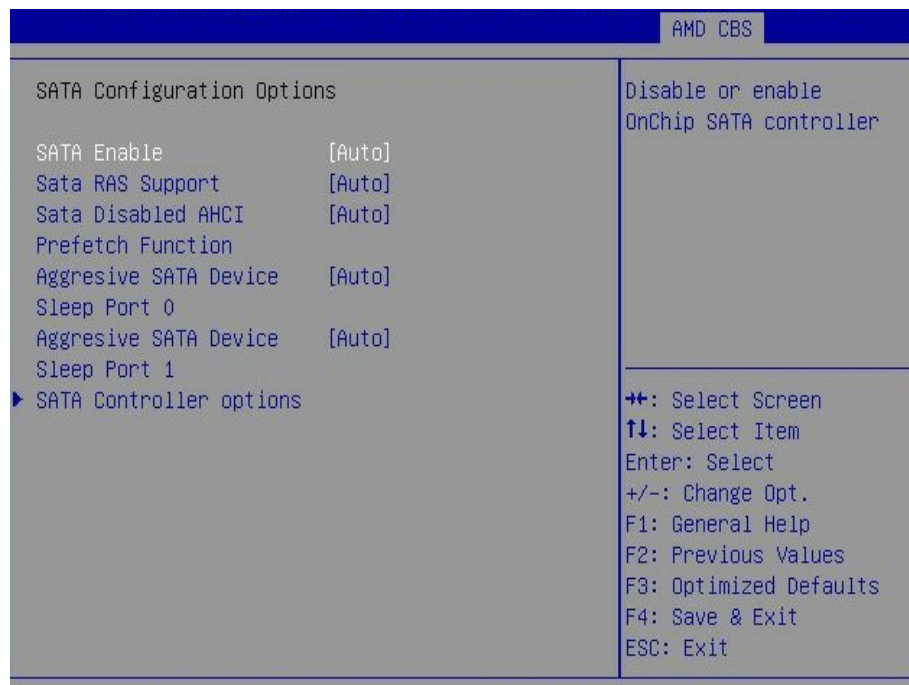 AMD CBS
SATA Configuration Options
SATA Enable [Auto]
Sata RAS Support [Auto]
Sata Disabled AHCI [Auto]
Prefetch Function
Aggresive SATA Device [Auto]
Sleep Port 0
Aggresive SATA Device [Auto]
Sleep Port 1
SATA Controller options
Disable or enable
OnChip SATA controller
→←: Select Screen
↑↓: Select Item
Enter: Select
+/-: Change Opt.
F1: General Help
F2: Previous Values
F3: Optimized Defaults
F4: Save & Exit
ESC: Exit